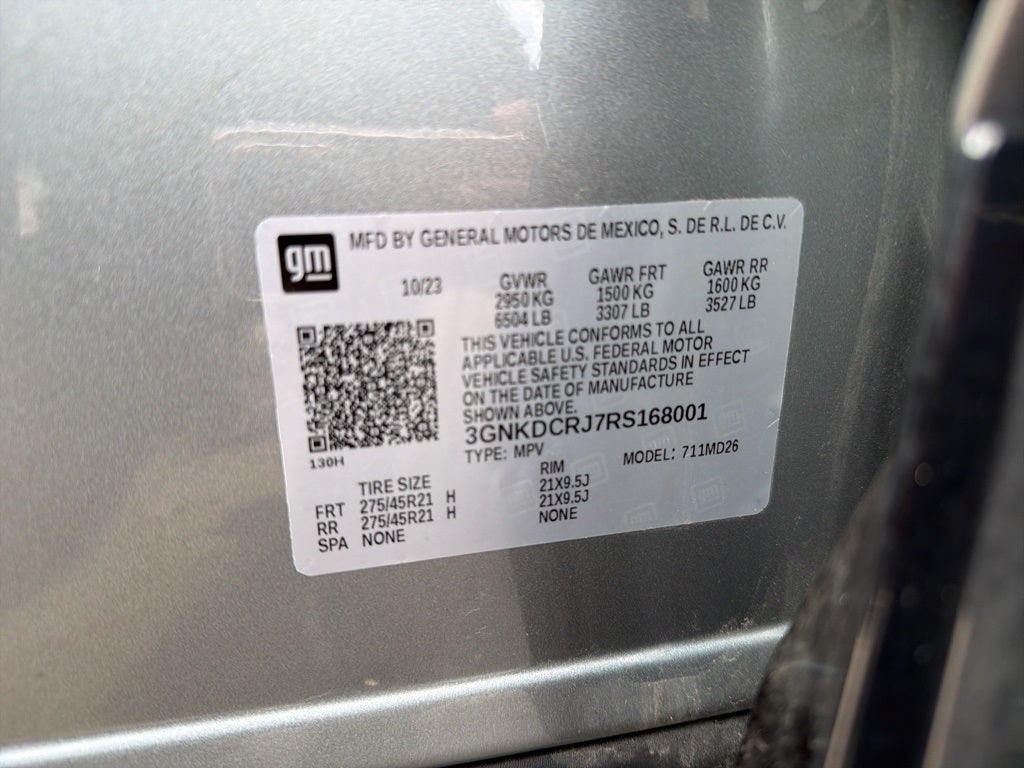 gm
MFD BY GENERAL MOTORS DE MEXICO, S. DE R.L. DE C.V.
10/23
GVWR
2950 KG
6504 LB
GAWR FRT
1500 KG
3307 LB
GAWR RR
1600 KG
3527 LB
THIS VEHICLE CONFORMS TO ALL
APPLICABLE U.S. FEDERAL MOTOR
VEHICLE SAFETY STANDARDS IN EFFECT
ON THE DATE OF MANUFACTURE
SHOWN ABOVE.
3GNKDCRJ7RS168001
TYPE: MPV
MODEL: 711MD26
130H
TIRE SIZE
RIM
FRT 275/45R21 H 21X9.5J
RR 275/45R21 H 21X9.5J
SPA NONE NONE